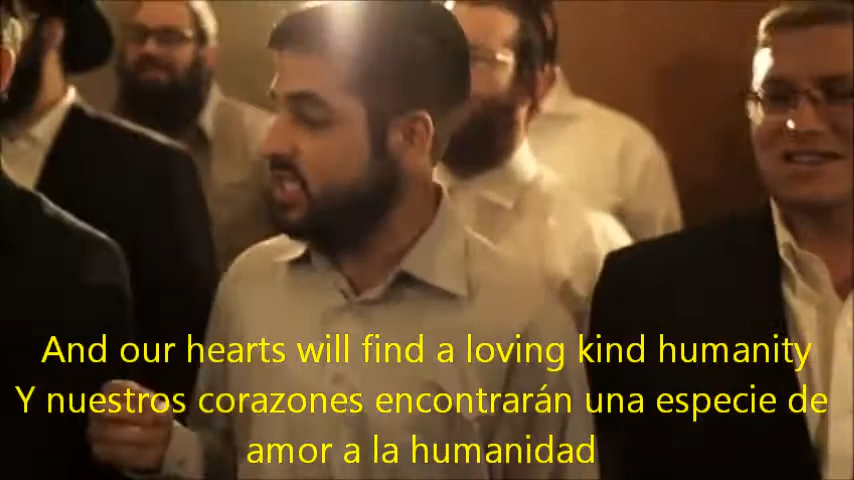 And our hearts will find a loving kind humanity
Y nuestros corazones encontrarán una especie de
amor a la humanidad